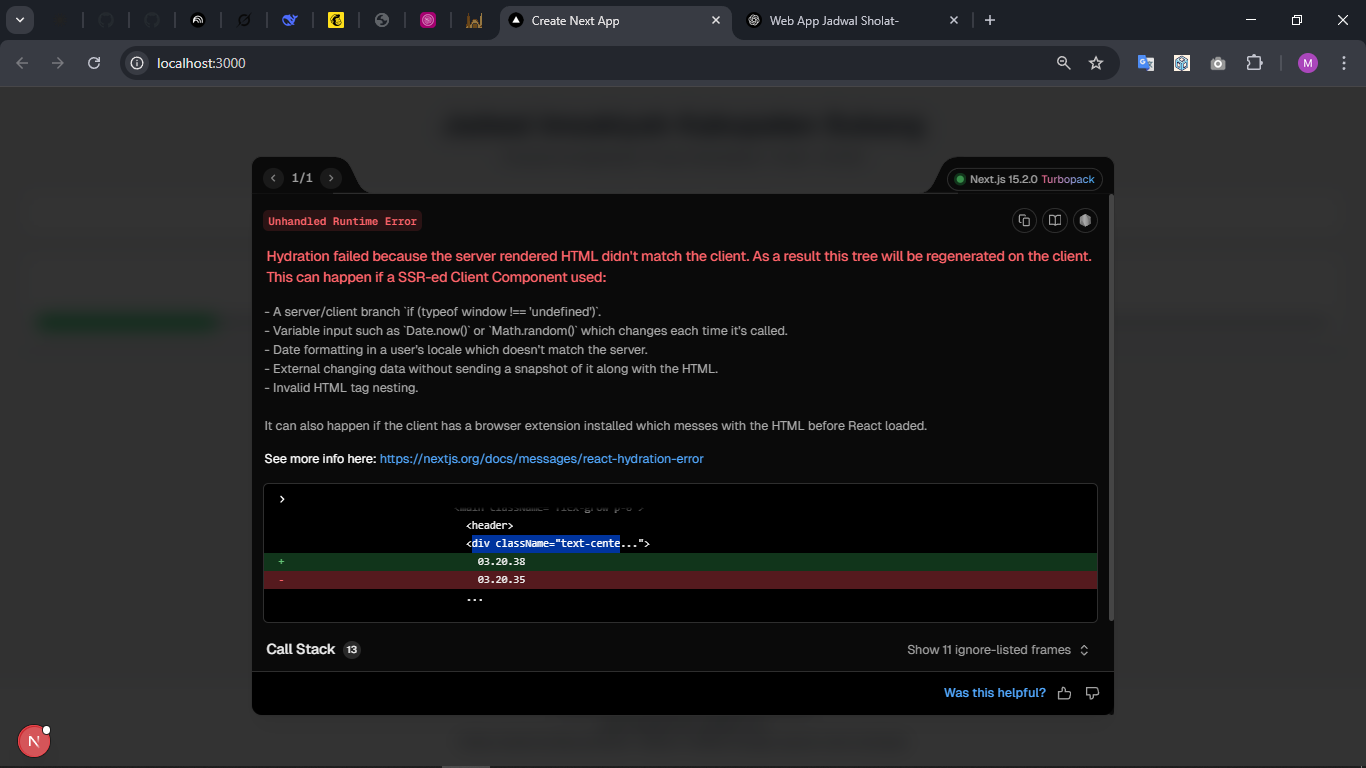 Create Next App
Web App Jadwal Sholat-
localhost:3000
M
1/1
Next.js 15.2.0 Turbopack
Unhandled Runtime Error
Hydration failed because the server rendered HTML didn't match the client. As a result this tree will be regenerated on the client.
This can happen if a SSR-ed Client Component used:
- A server/client branch `if (typeof window !== 'undefined')`.
- Variable input such as `Date.now()` or `Math.random()` which changes each time it's called.
- Date formatting in a user's locale which doesn't match the server.
- External changing data without sending a snapshot of it along with the HTML.
- Invalid HTML tag nesting.
It can also happen if the client has a browser extension installed which messes with the HTML before React loaded.
See more info here: https://nextjs.org/docs/messages/react-hydration-error
<main className="flex-grow p-6">
<header>
<div className="text-cente...">
+ 03.20.38
- 03.20.35
...
Call Stack 13
Show 11 ignore-listed frames
Was this helpful?
N